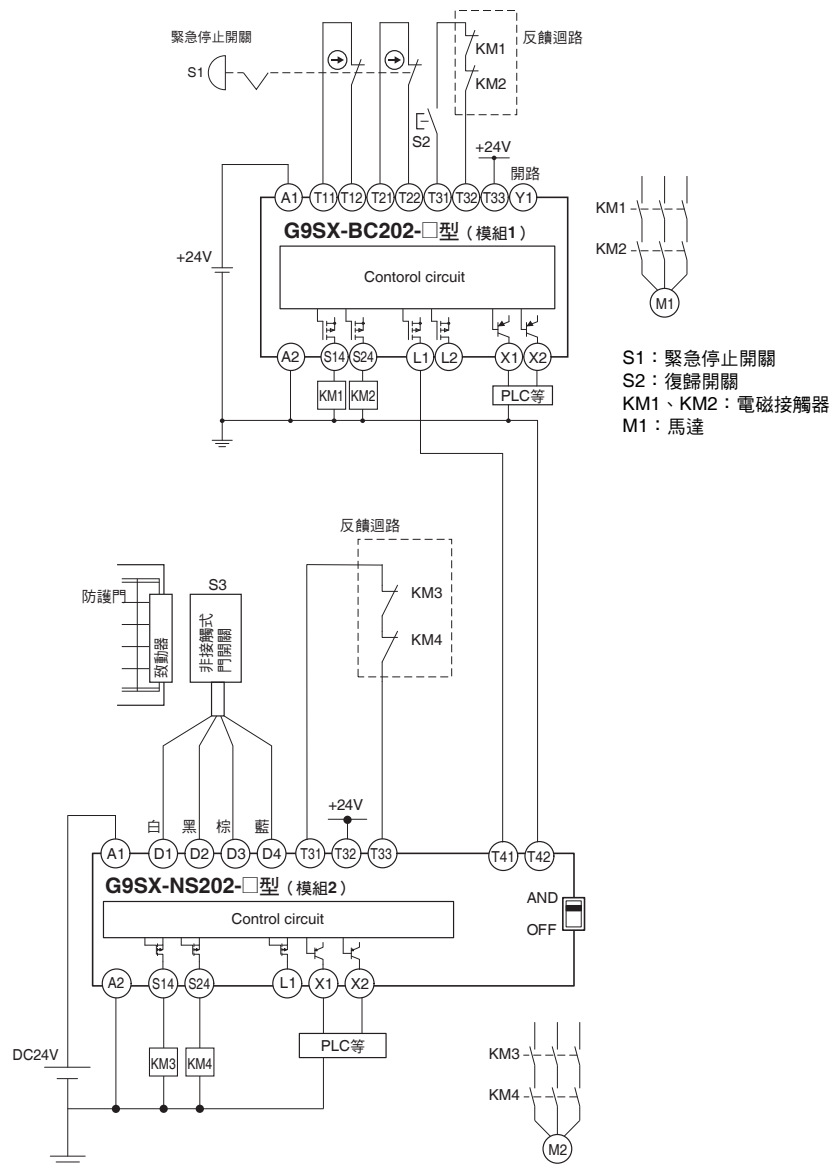 緊急停止開關
S1
KM1
KM2
反饋迴路
S2
+24V
開路
A1 T11 T12 T21 T22 T31 T32 T33 Y1
G9SX-BC202-□型（模組1）
Contorol circuit
+24V
A2 S14 S24 L1 L2 X1 X2
KM1 KM2 PLC等
KM1
KM2
M1
S1：緊急停止開關
S2：復歸開關
KM1、KM2：電磁接觸器
M1：馬達
反饋迴路
KM3
KM4
防護門
致動器
S3
非接觸式
門開關
白 黑 棕 藍
+24V
A1 D1 D2 D3 D4 T31 T32 T33 T41 T42
G9SX-NS202-□型（模組2）
Control circuit
AND
OFF
A2 S14 S24 L1 X1 X2
DC24V
KM3 KM4 PLC等
KM3
KM4
M2